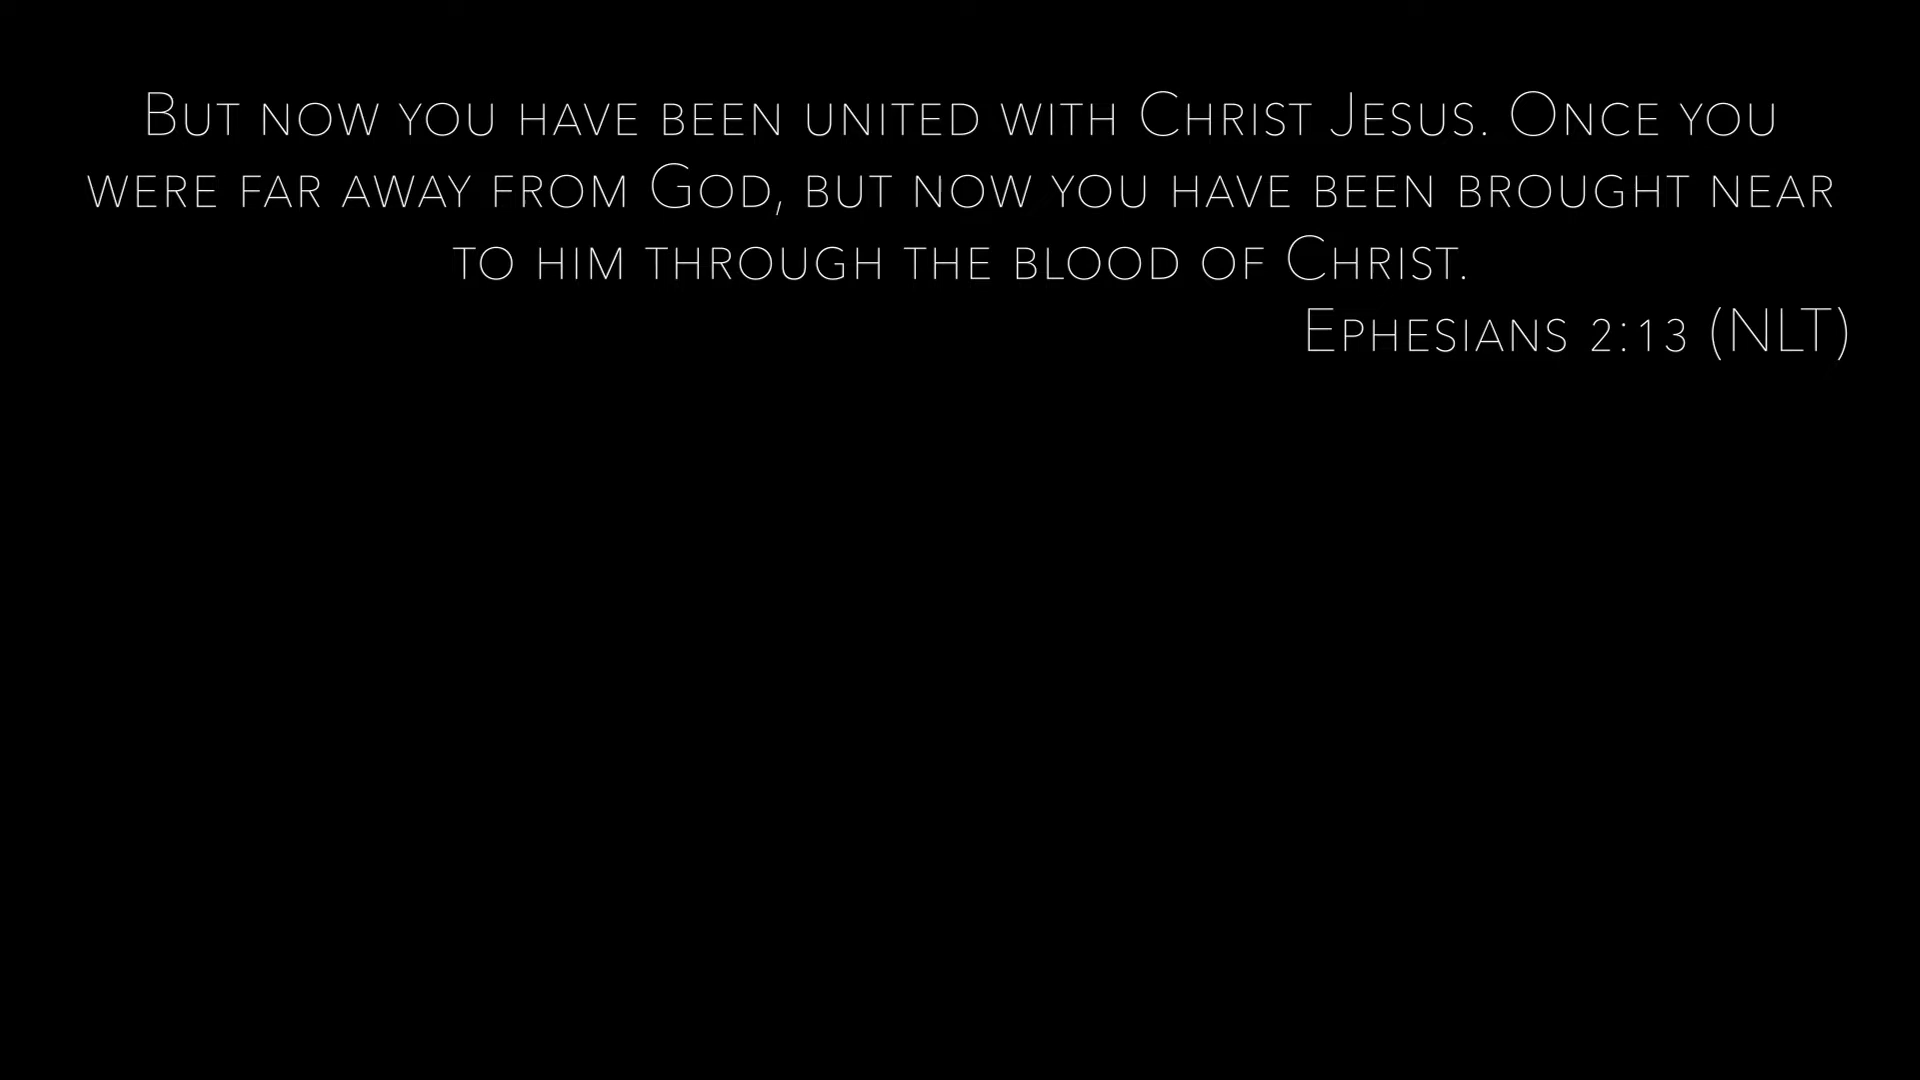 But now you have been united with Christ Jesus. Once you
were far away from God, but now you have been brought near
to him through the blood of Christ.
Ephesians 2:13 (NLT)